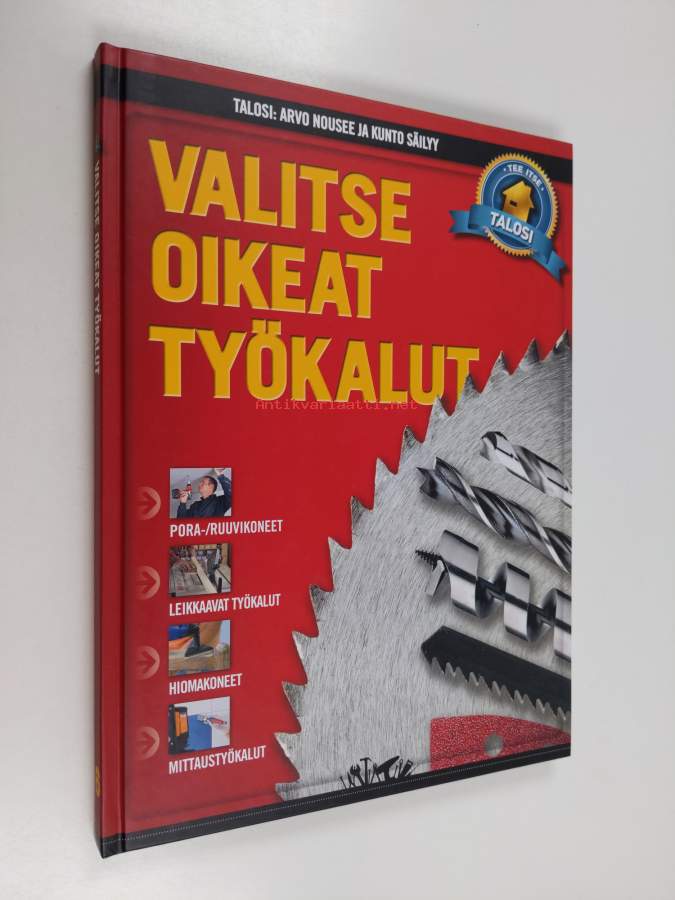 TALOSI: ARVO NOUSEE JA KUNTO SÄILYY
TEE ITSE
TALOSI
VALITSE
OIKEAT
TYÖKALUT
Antikvariaatti.net
PORA-/RUUVIKONEET
LEIKKAAVAT TYÖKALUT
HIOMAKONEET
MITTAUSTYÖKALUT
VALITSE OIKEAT TYÖKALUT